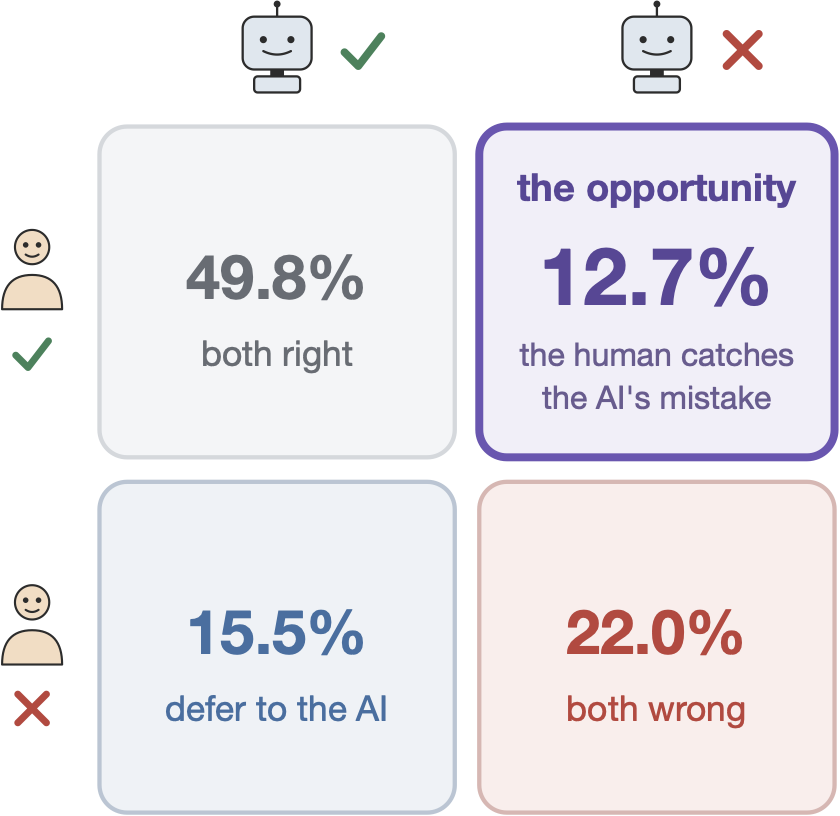 the opportunity
49.8%
12.7%
both right
the human catches
the AI's mistake
15.5%
22.0%
defer to the AI
both wrong